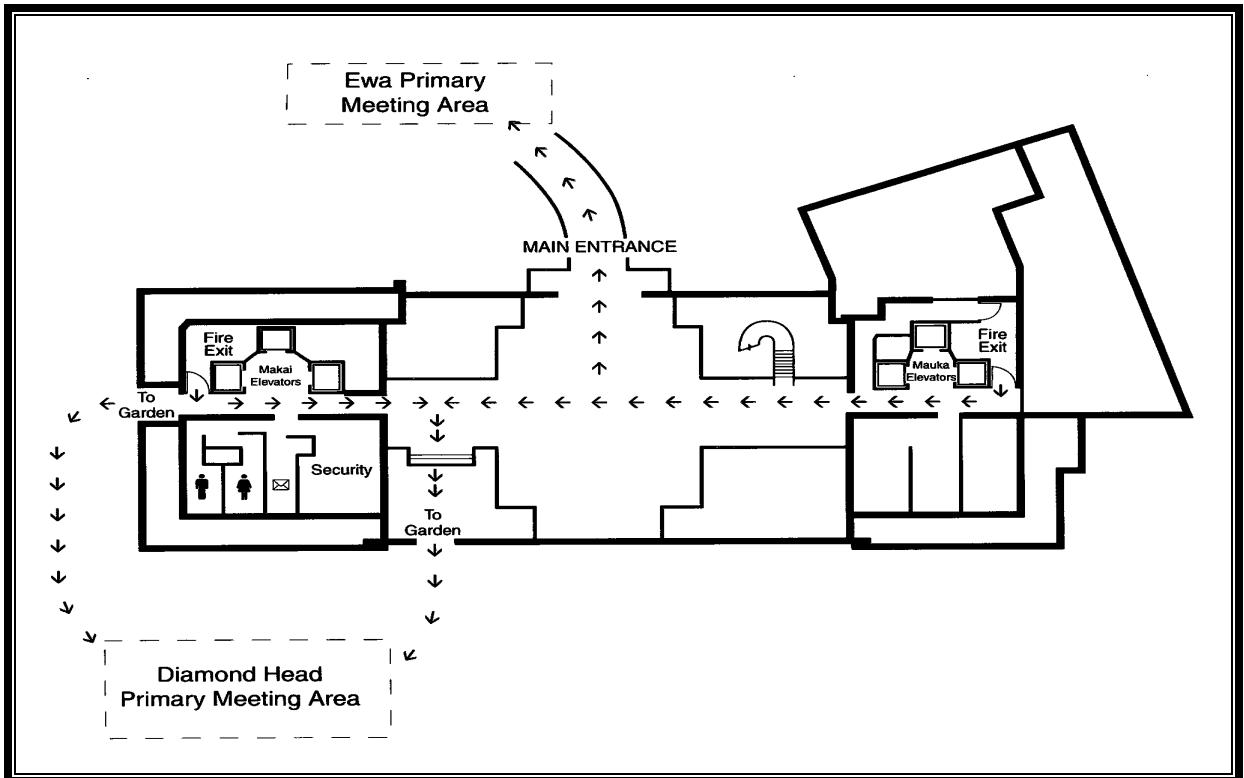 Ewa Primary
Meeting Area
MAIN ENTRANCE
Fire
Exit
Makai
Elevators
Fire
Exit
Mauka
Elevators
To
Garden
Security
To
Garden
Diamond Head
Primary Meeting Area